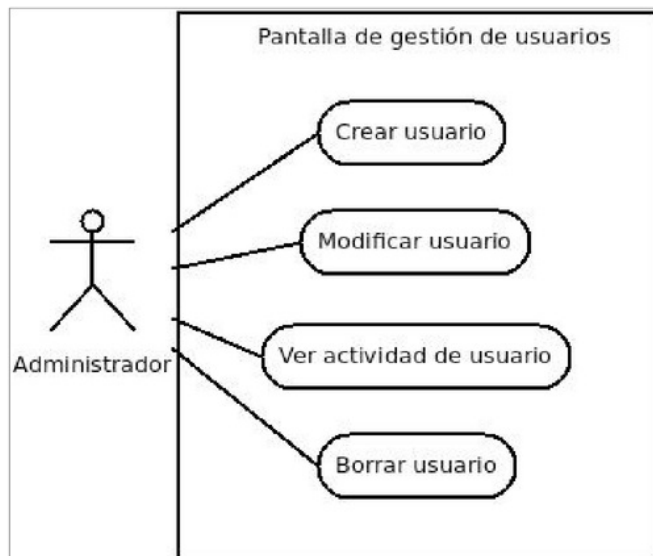 Pantalla de gestión de usuarios
Crear usuario
Modificar usuario
Ver actividad de usuario
Administrador
Borrar usuario